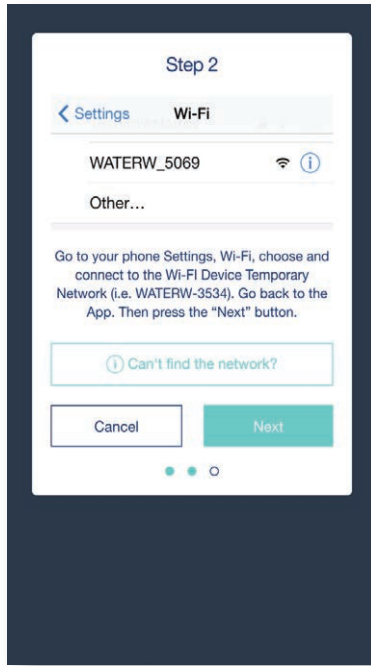 Step 2
Settings Wi-Fi
WATERW_5069
Other...
Go to your phone Settings, Wi-Fi, choose and
connect to the Wi-FI Device Temporary
Network (i.e. WATERW-3534). Go back to the
App. Then press the “Next” button.
Can't find the network?
Cancel Next